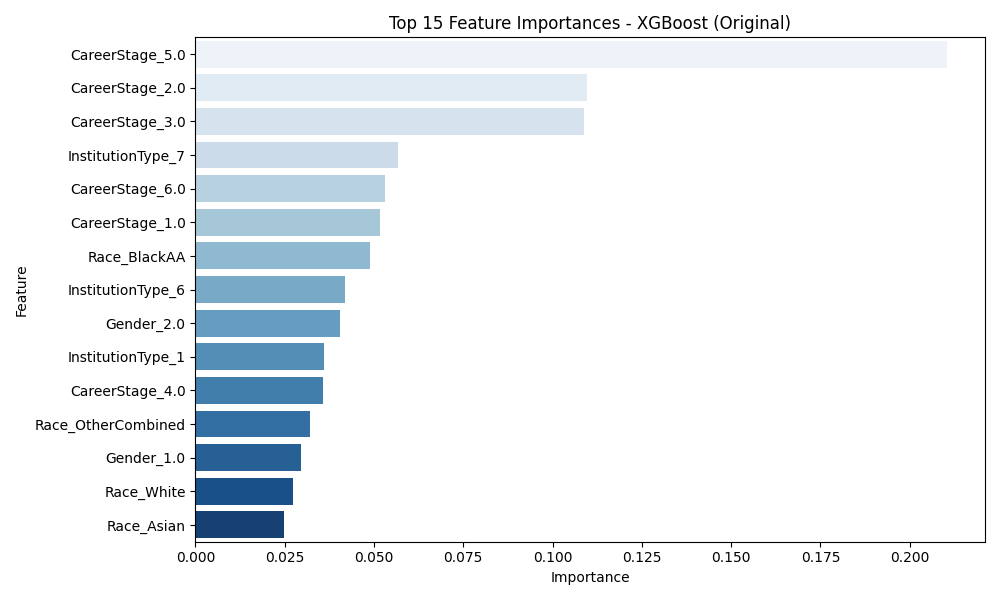 Top 15 Feature Importances - XGBoost (Original)
CareerStage_5.0
CareerStage_2.0
CareerStage_3.0
InstitutionType_7
CareerStage_6.0
CareerStage_1.0
Race_BlackAA
InstitutionType_6
Gender_2.0
InstitutionType_1
CareerStage_4.0
Race_OtherCombined
Gender_1.0
Race_White
Race_Asian
Feature
0.000 0.025 0.050 0.075 0.100 0.125 0.150 0.175 0.200
Importance